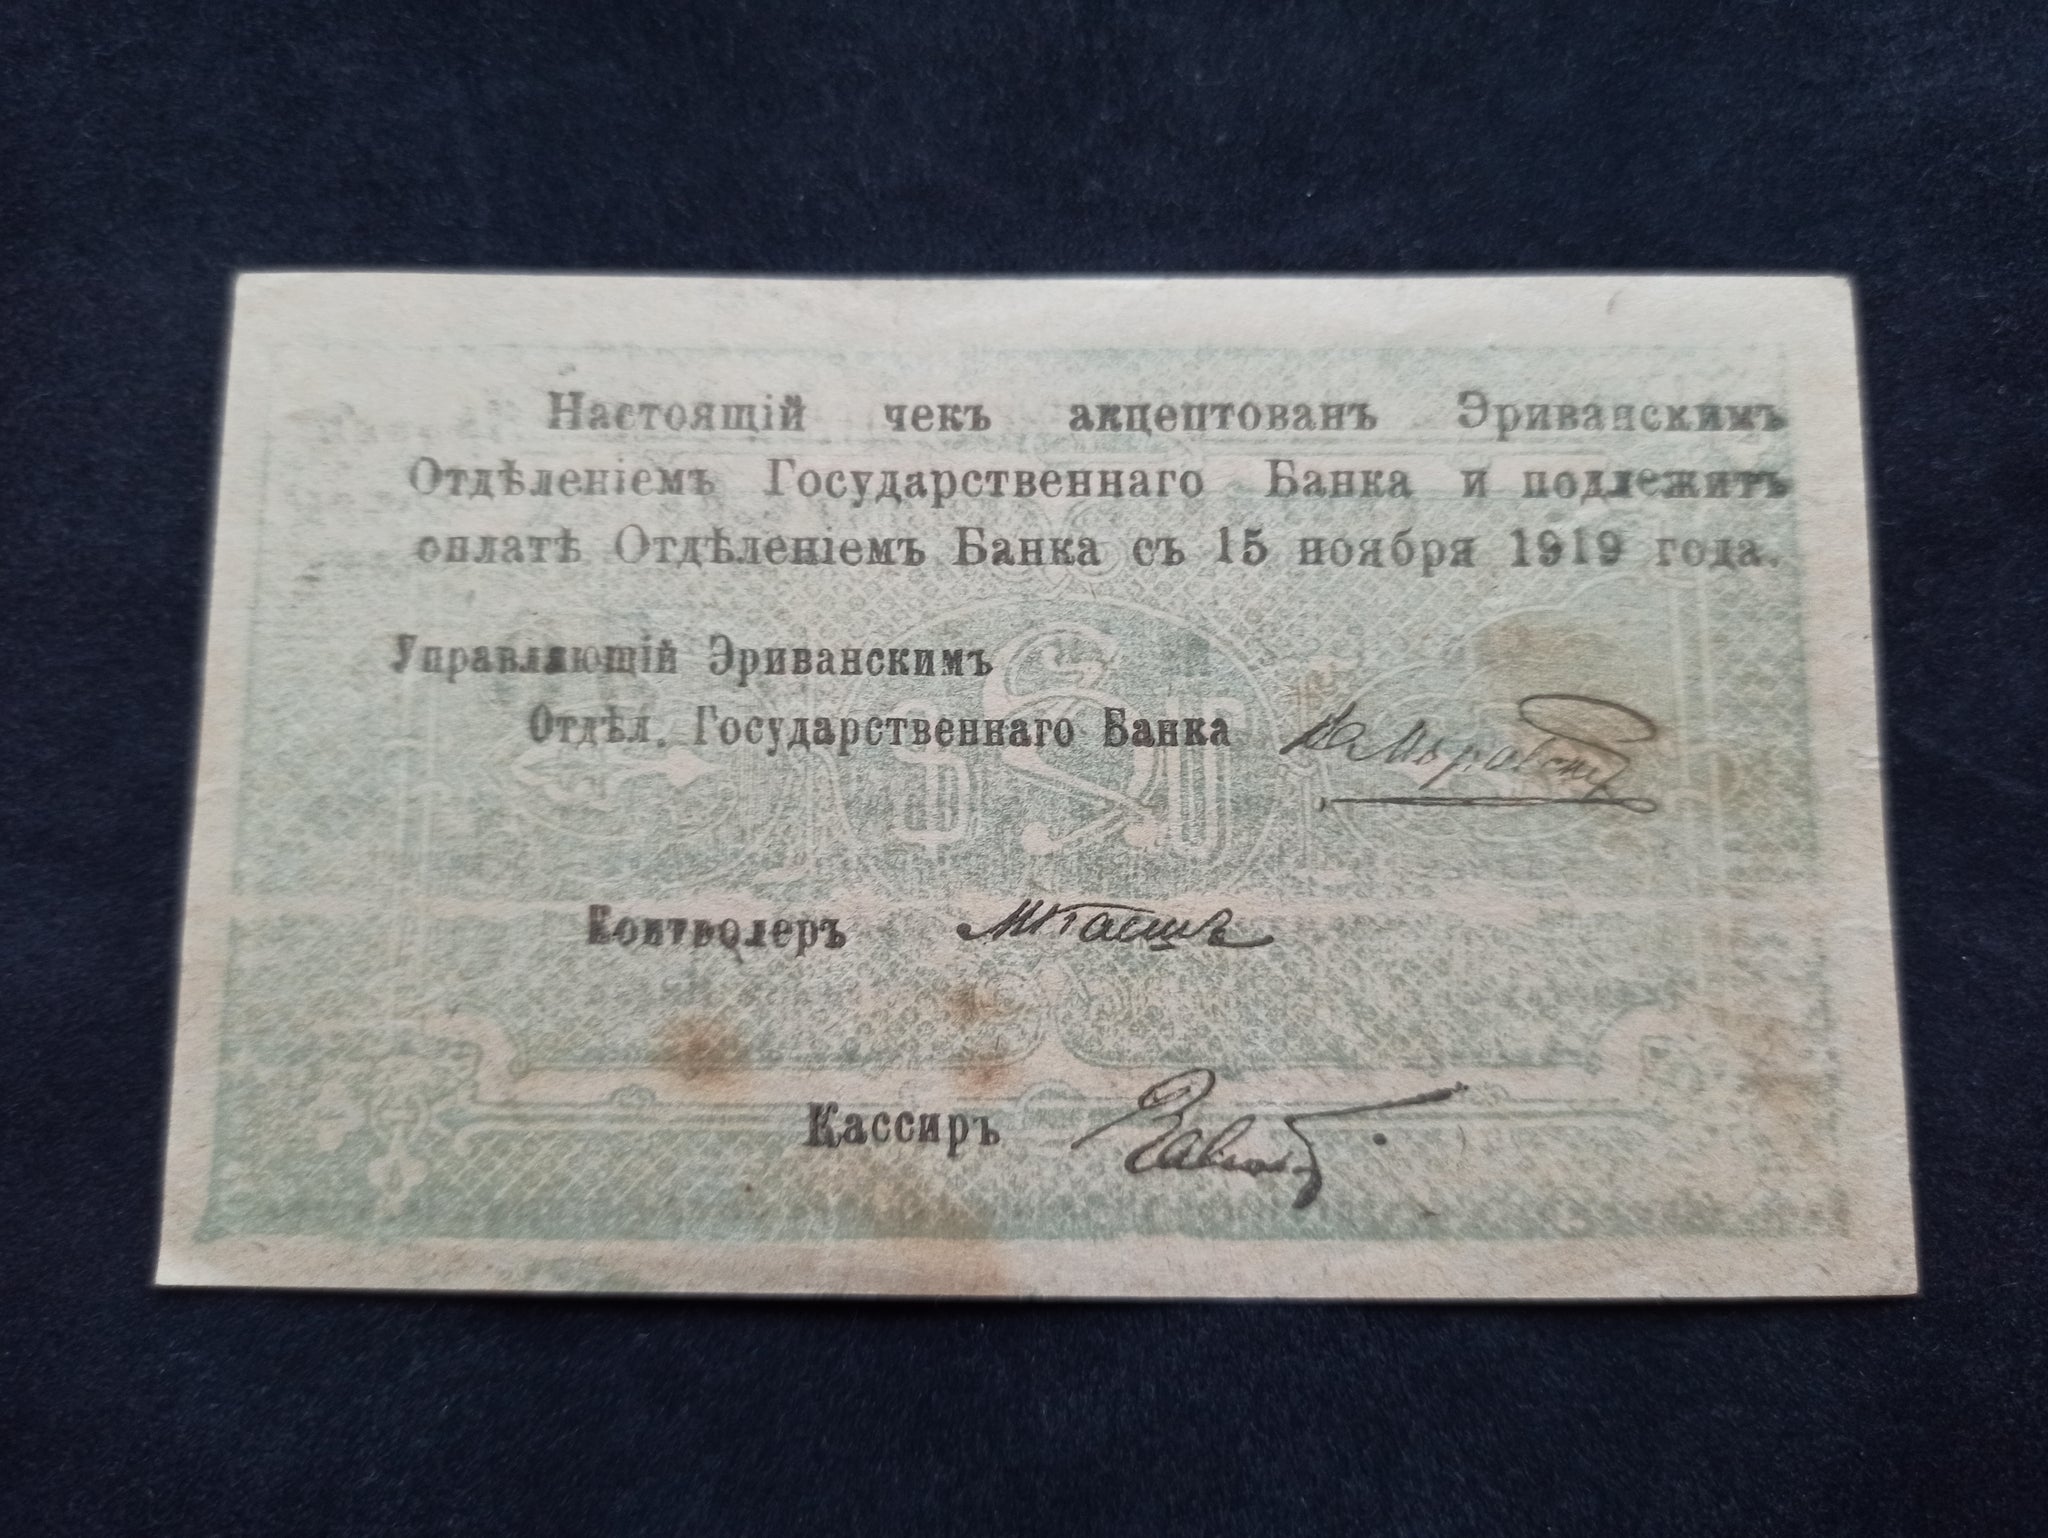 Настоящій чекъ акцептованъ Эриванскимъ
Отдѣленіемъ Государственнаго Банка и подлежитъ
оплатѣ Отдѣленіемъ Банка съ 15 ноября 1919 года.
Управляющій Эриванскимъ
Отдѣл. Государственнаго Банка
Контролеръ
Кассиръ